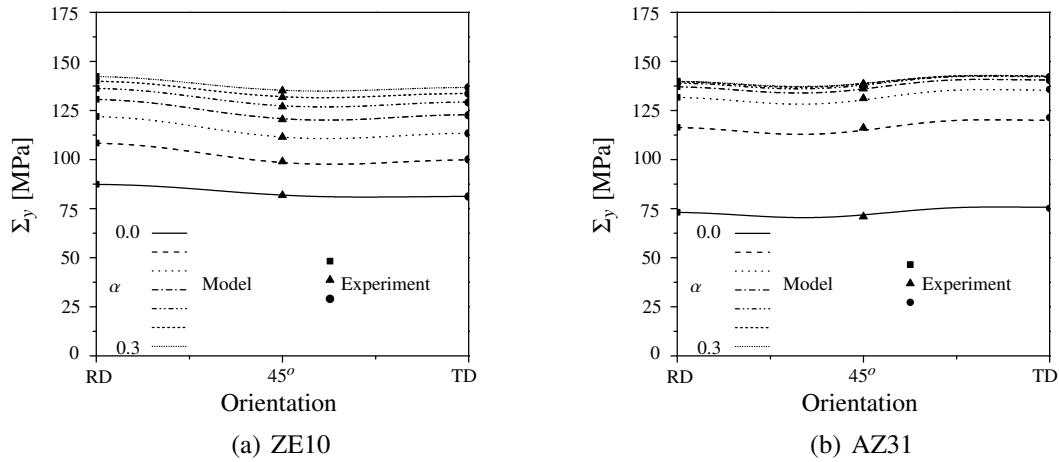 175
150
125
100
75
50
25
0
Σy [MPa]
0.0
α
0.3
Model
Experiment
RD
45o
TD
Orientation
(a) ZE10
175
150
125
100
75
50
25
0
Σy [MPa]
0.0
α
0.3
Model
Experiment
RD
45o
TD
Orientation
(b) AZ31